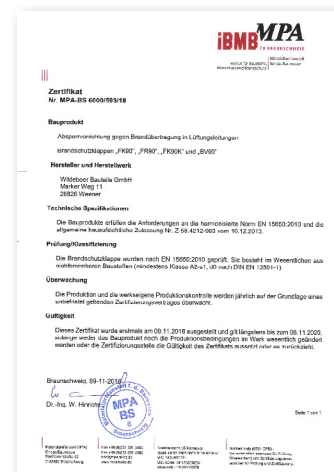 iBMB MPA
TU BRAUNSCHWEIG
Zertifikat
Nr. MPA-BS 6000/593/18
Bauprodukt
Absperrvorrichtung gegen Brandübertragung in Lüftungsleitungen
Brandschutzklappen „FK90“, „FR90“, „FK90K“ und „BV90“
Hersteller und Herstellwerk
Wildeboer Bauteile GmbH
Marker Weg 11
26826 Weener
Technische Spezifikationen
Die Bauprodukte erfüllen die Anforderungen an die harmonisierte Norm EN 15650:2010 und die
allgemeine bauaufsichtliche Zulassung Nr. Z-56.4212-993 vom 16.12.2013.
Prüfung/Klassifizierung
Die Brandschutzklappe wurden nach EN 15650:2010 geprüft. Sie besteht im Wesentlichen aus
nichtbrennbaren Baustoffen (mindestens Klasse A2-s1, d0 nach DIN EN 13501-1).
Überwachung
Die Produktion und die werkseigene Produktionskontrolle werden jährlich auf der Grundlage eines
unbefristet geltenden Zertifizierungsvertrages überwacht.
Gültigkeit
Dieses Zertifikat wurde erstmals am 09.11.2018 ausgestellt und gilt längstens bis zum 08.11.2020,
solange weder das Bauprodukt noch die Produktionsbedingungen im Werk wesentlich geändert
werden oder die Zertifizierungsstelle die Gültigkeit des Zertifikats aussetzt oder es zurückzieht.
Braunschweig, 09-11-2018
Dr.-Ing. W. Hinrichs
MPA
BS
6
Seite 1 von 1